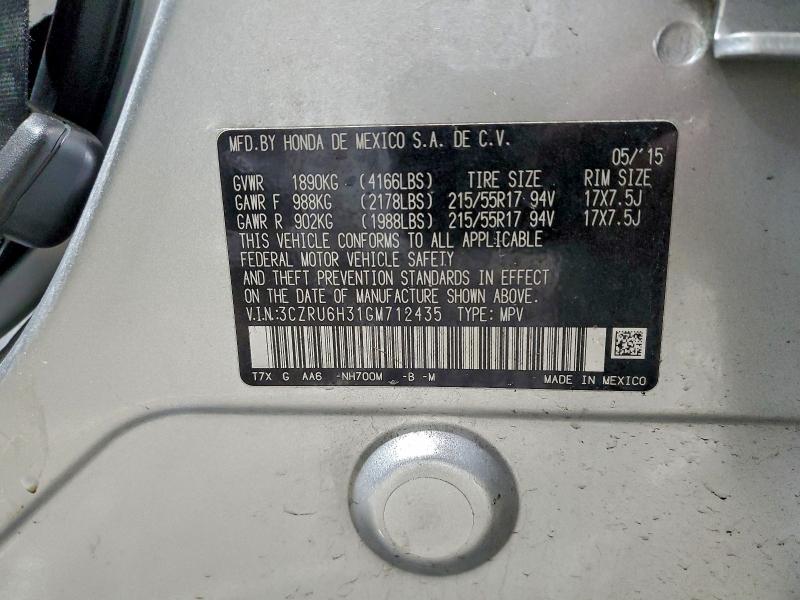 MFD.BY HONDA DE MEXICO S.A. DE C.V.
05/'15
GVWR 1890KG (4166LBS) TIRE SIZE RIM SIZE
GAWR F 988KG (2178LBS) 215/55R17 94V 17X7.5J
GAWR R 902KG (1988LBS) 215/55R17 94V 17X7.5J
THIS VEHICLE CONFORMS TO ALL APPLICABLE
FEDERAL MOTOR VEHICLE SAFETY
AND THEFT PREVENTION STANDARDS IN EFFECT
ON THE DATE OF MANUFACTURE SHOWN ABOVE.
V.I.N:3CZRU6H31GM712435 TYPE: MPV
T7X G AA6 -NH700M -B -M MADE IN MEXICO